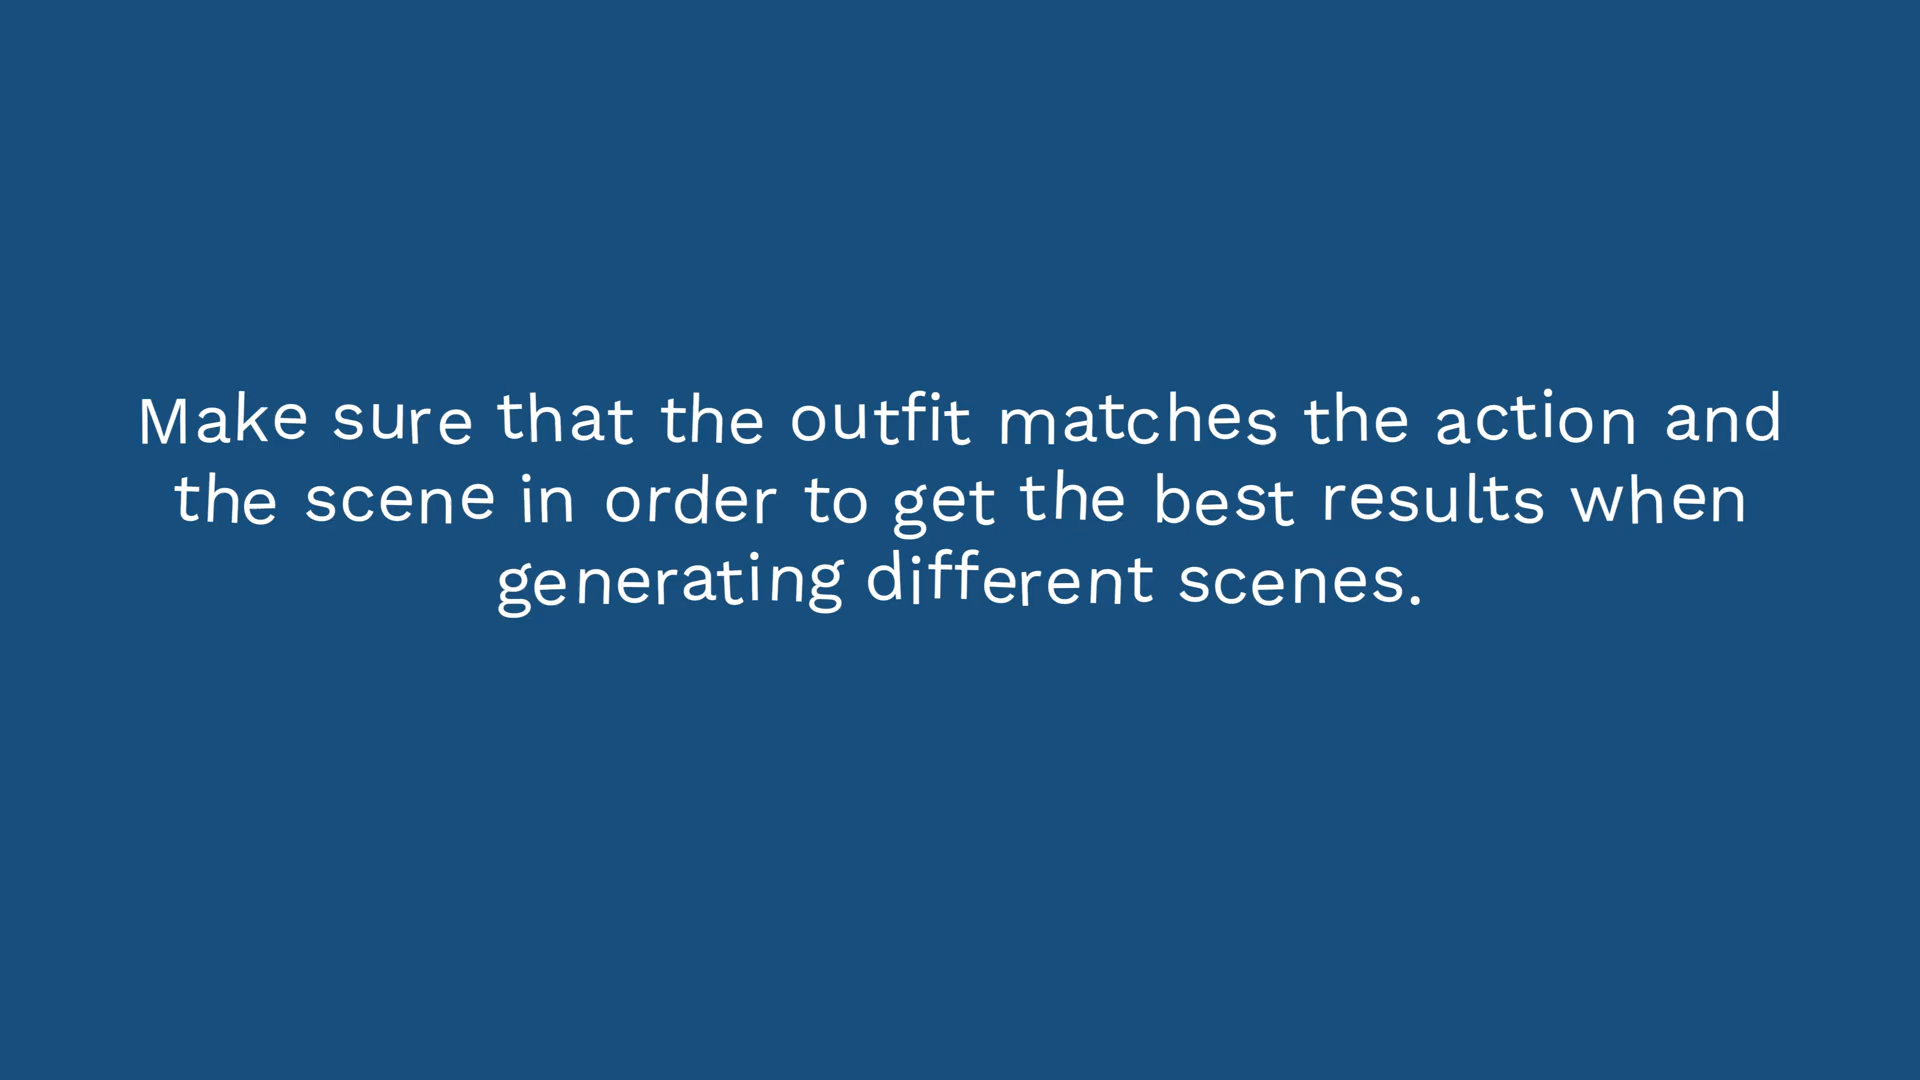 Make sure that the outfit matches the action and
the scene in order to get the best results when
generating different scenes.